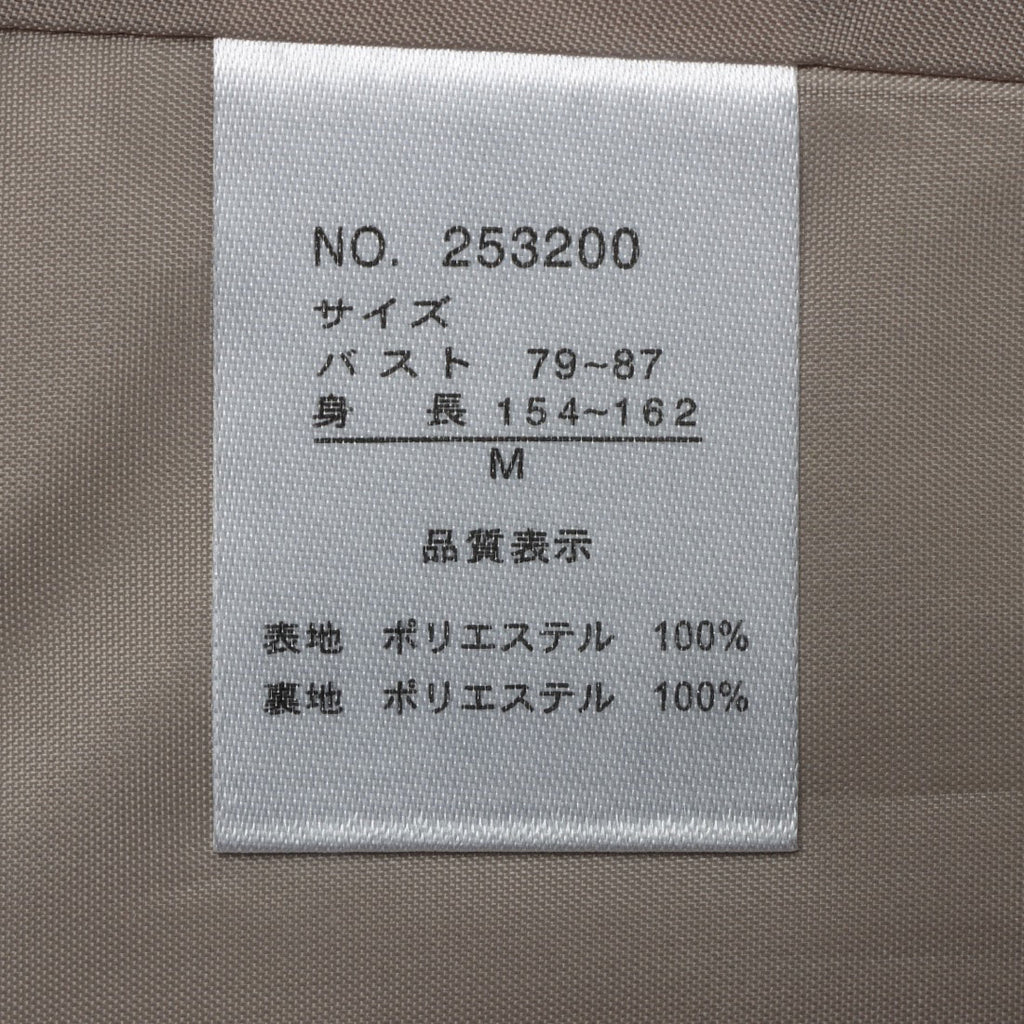 NO. 253200
サイズ
バスト 79~87
身 長 154~162
M
品質表示
表地 ポリエステル 100%
裏地 ポリエステル 100%